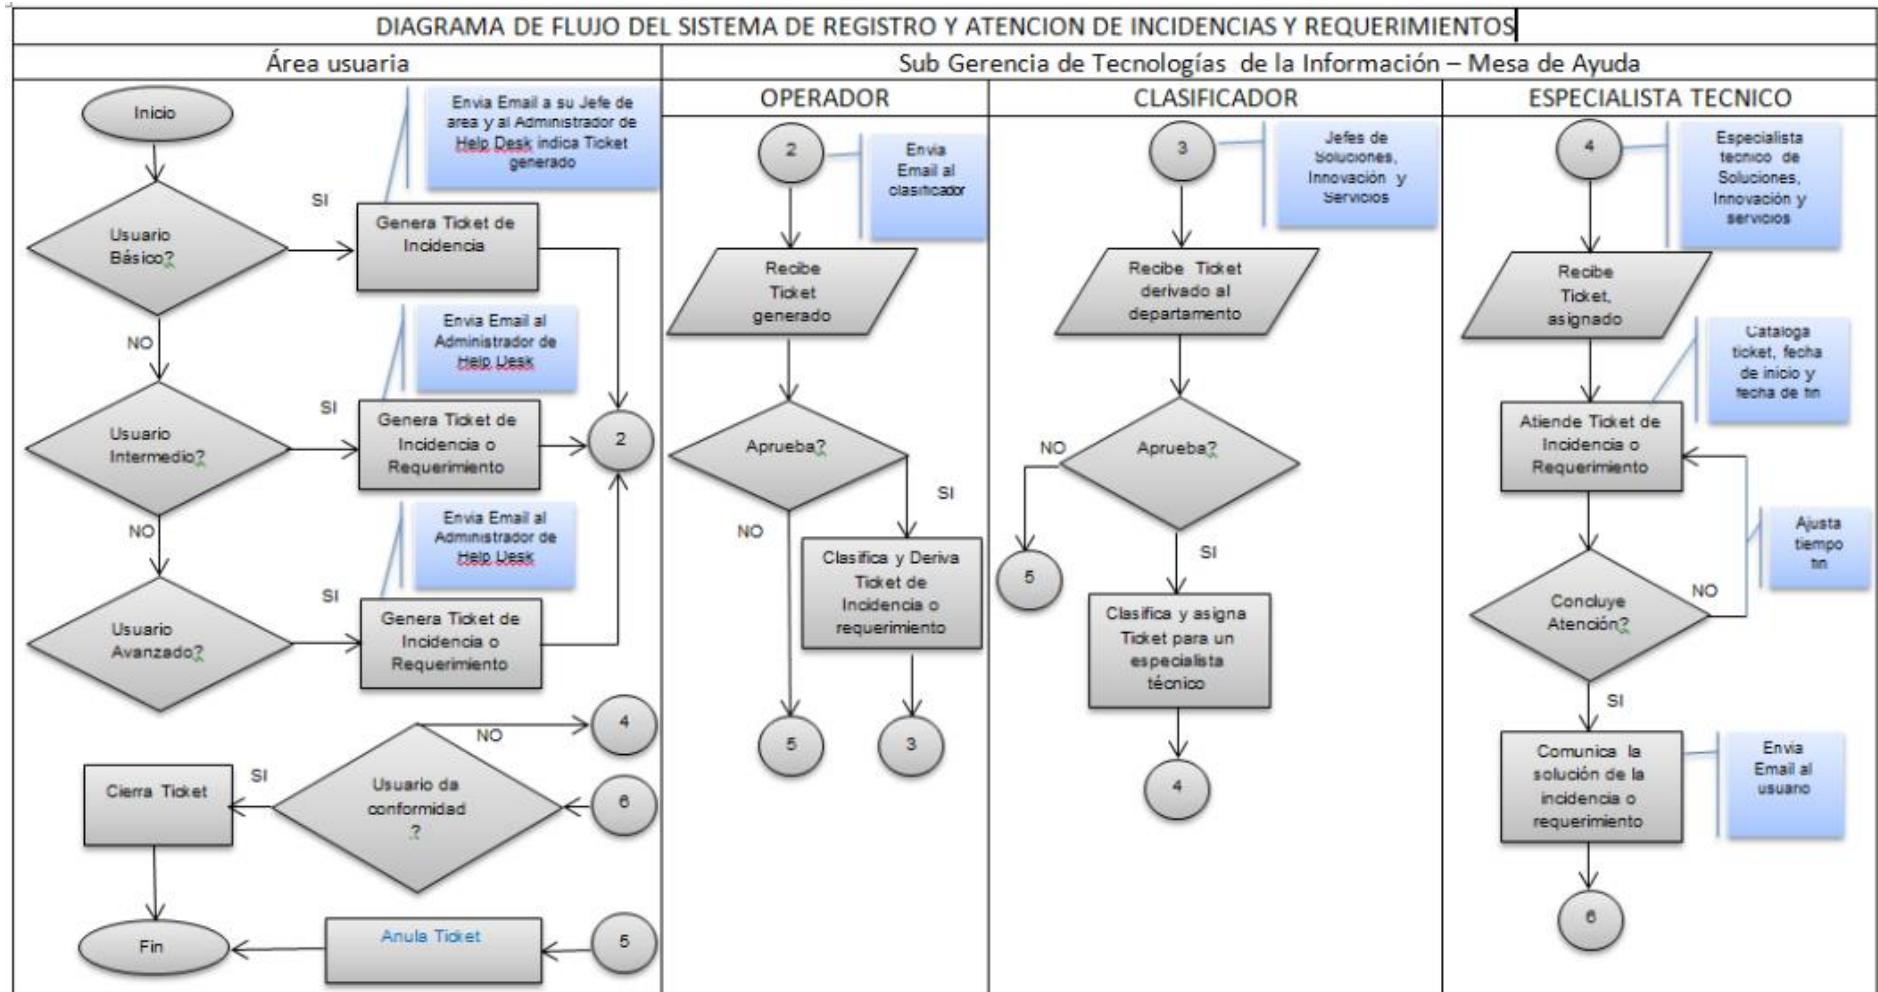 DIAGRAMA DE FLUJO DEL SISTEMA DE REGISTRO Y ATENCION DE INCIDENCIAS Y REQUERIMIENTOS
Área usuaria
Sub Gerencia de Tecnologías de la Información – Mesa de Ayuda
OPERADOR
CLASIFICADOR
ESPECIALISTA TECNICO
Inicio
Envia Email a su Jefe de
area y al Administrador de
Help Desk indica Ticket
generado
Usuario
Básico?
SI
Genera Ticket de
Incidencia
NO
Envia Email al
Administrador de
Help Desk
Usuario
Intermedio?
SI
Genera Ticket de
Incidencia o
Requerimiento
2
NO
Envia Email al
Administrador de
Help Desk
Usuario
Avanzado?
SI
Genera Ticket de
Incidencia o
Requerimiento
4
NO
Usuario da
conformidad
?
SI
Cierra Ticket
6
Fin
Anula Ticket
5
2
Envia
Email al
clasificador
Recibe
Ticket
generado
Aprueba?
SI
NO
Clasifica y Deriva
Ticket de
Incidencia o
requerimiento
5
3
3
Jefes de
Soluciones,
Innovación y
Servicios
Recibe Ticket
derivado al
departamento
Aprueba?
NO
5
SI
Clasifica y asigna
Ticket para un
especialista
técnico
4
4
Especialista
tecnico de
Soluciones,
Innovación y
servicios
Recibe
Ticket,
asignado
Cataloga
ticket, fecha
de inicio y
fecha de fin
Atiende Ticket de
Incidencia o
Requerimiento
Ajusta
tiempo
fin
Concluye
Atención?
NO
SI
Comunica la
solución de la
incidencia o
requerimiento
Envia
Email al
usuario
6